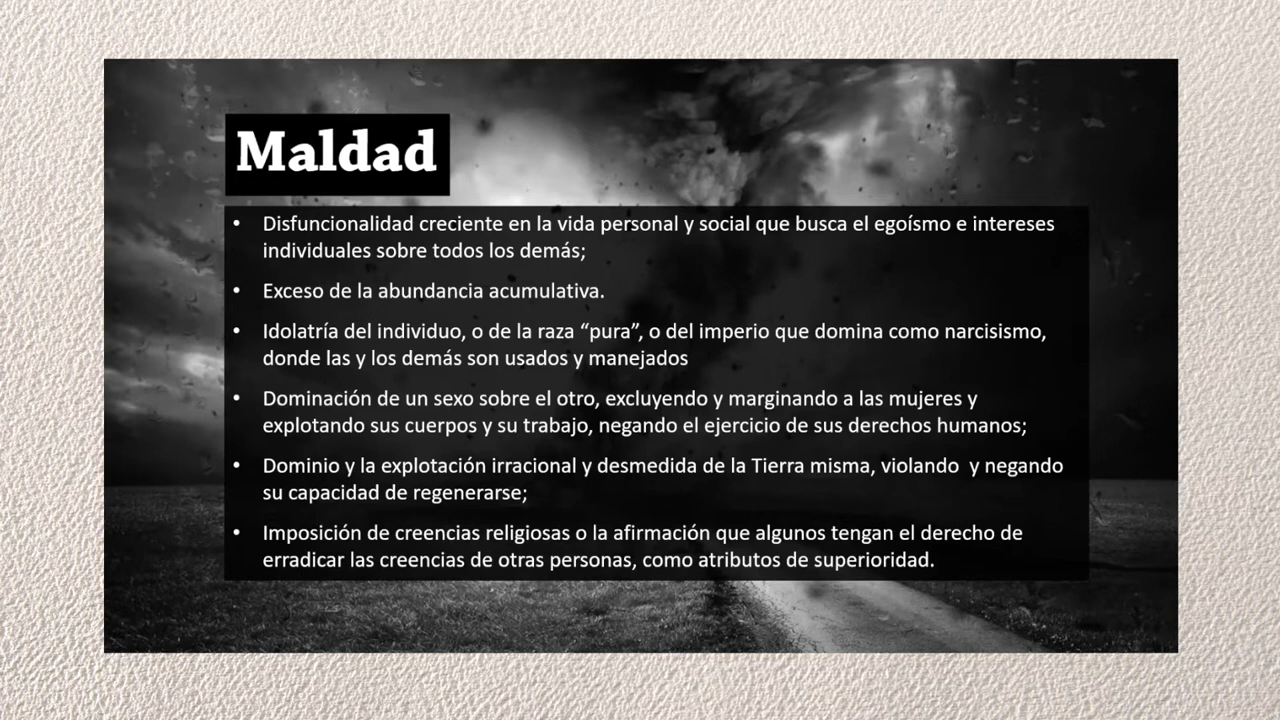 Maldad
• Disfuncionalidad creciente en la vida personal y social que busca el egoísmo e intereses
individuales sobre todos los demás;
• Exceso de la abundancia acumulativa.
• Idolatría del individuo, o de la raza “pura”, o del imperio que domina como narcisismo,
donde las y los demás son usados y manejados
• Dominación de un sexo sobre el otro, excluyendo y marginando a las mujeres y
explotando sus cuerpos y su trabajo, negando el ejercicio de sus derechos humanos;
• Dominio y la explotación irracional y desmedida de la Tierra misma, violando  y negando
su capacidad de regenerarse;
• Imposición de creencias religiosas o la afirmación que algunos tengan el derecho de
erradicar las creencias de otras personas, como atributos de superioridad.